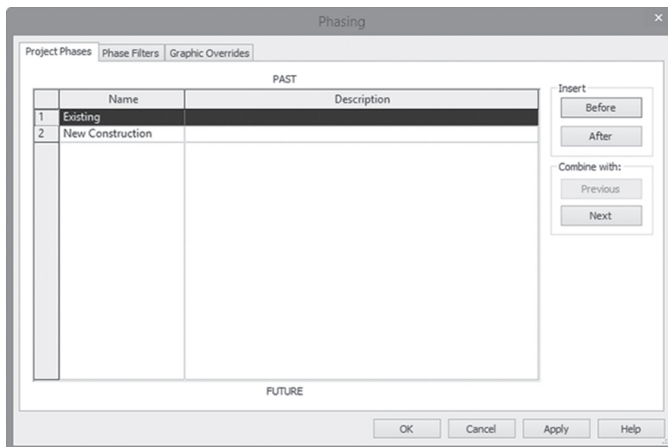 Phasing
Project Phases Phase Filters Graphic Overrides
PAST
Name Description
1 Existing
2 New Construction
FUTURE
Insert
Before
After
Combine with:
Previous
Next
OK Cancel Apply Help